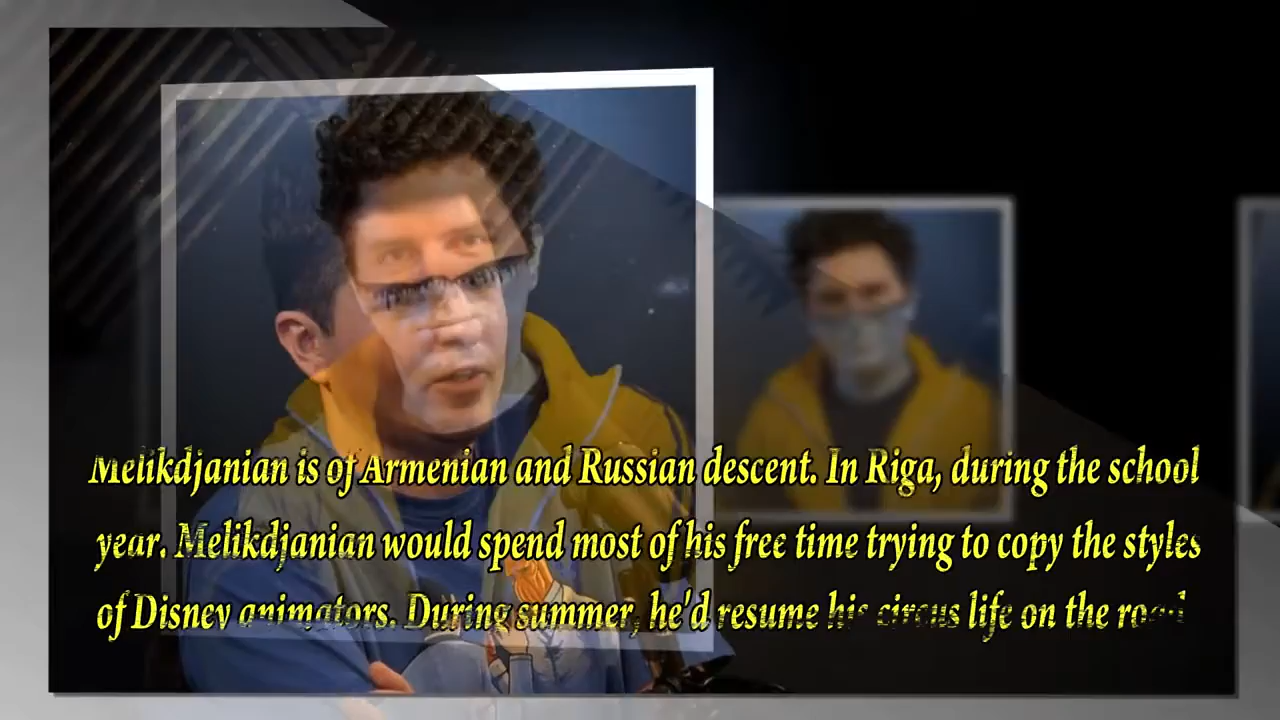 Melikdjanian is of Armenian and Russian descent. In Riga, during the school
year. Melikdjanian would spend most of his free time trying to copy the styles
of Disney animators. During summer, he'd resume his circus life on the road